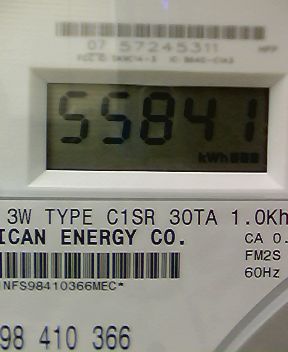 07 57245311
55841
kWh
3W TYPE C1SR 30TA 1.0Kh
ICAN ENERGY CO.
CA 0.
FM2S
60Hz
NFS98410366MEC*
98 410 366